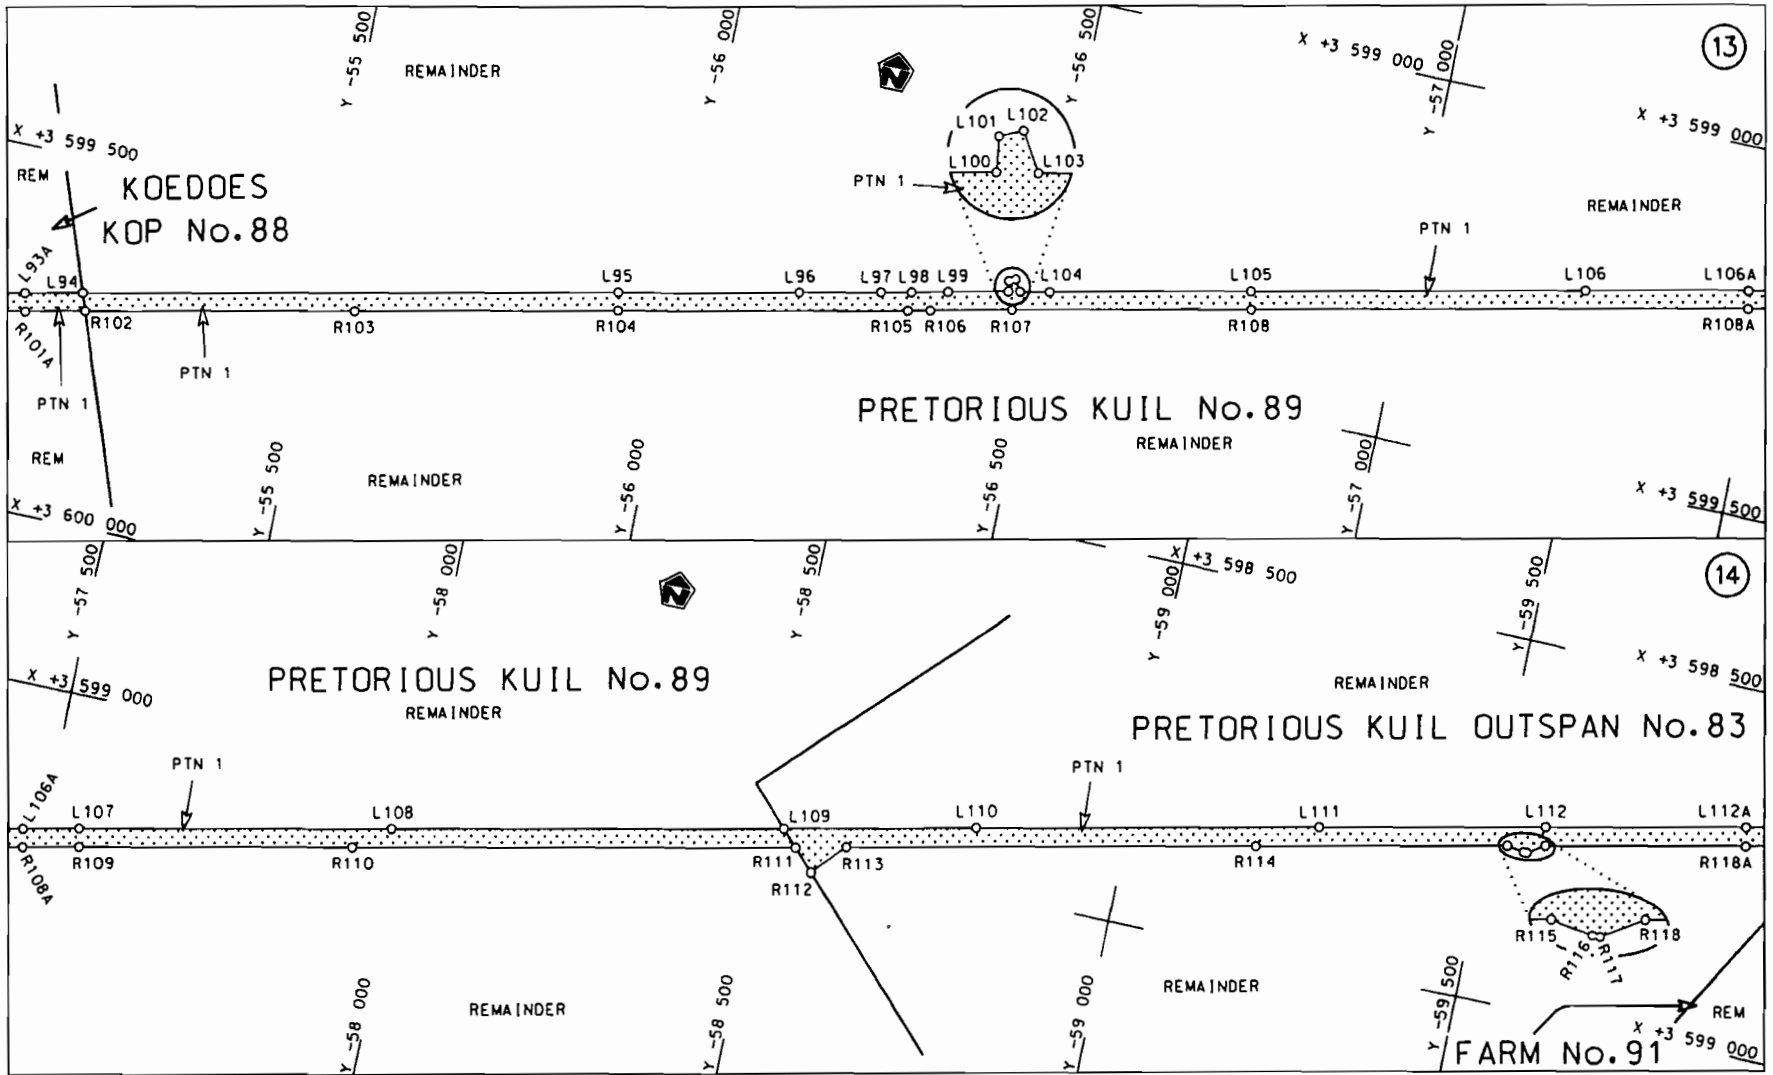 Y -55 500
REMAINDER
Y -56 000
N
Y -56 500
X +3 599 000
Y -57 000
13
X +3 599 500
X +3 599 000
L101
L102
L100
L103
PTN 1
REM
KOEDOES
KOP No.88
REMAINDER
PTN 1
L93A
L94
L95
L96
L97
L98
L99
L104
L105
L106
L106A
R101A
R102
R103
R104
R105
R106
R107
R108
R108A
PTN 1
PTN 1
PRETORIOUS KUIL No.89
REMAINDER
REM
REMAINDER
Y -55 500
Y -56 000
Y -56 500
Y -57 000
X +3 599 500
X +3 600 000
Y -57 500
Y -58 000
N
Y -58 500
Y -59 000
X +3 598 500
Y -59 500
14
X +3 599 000
PRETORIOUS KUIL No.89
REMAINDER
REMAINDER
X +3 598 500
PRETORIOUS KUIL OUTSPAN No.83
PTN 1
PTN 1
L106A
L107
L108
L109
L110
L111
L112
L112A
R108A
R109
R110
R111
R112
R113
R114
R118A
R115
R116
R117
R118
Y -58 000
REMAINDER
Y -58 500
Y -59 000
REMAINDER
Y -59 500
REM
X +3 599 000
FARM No.91